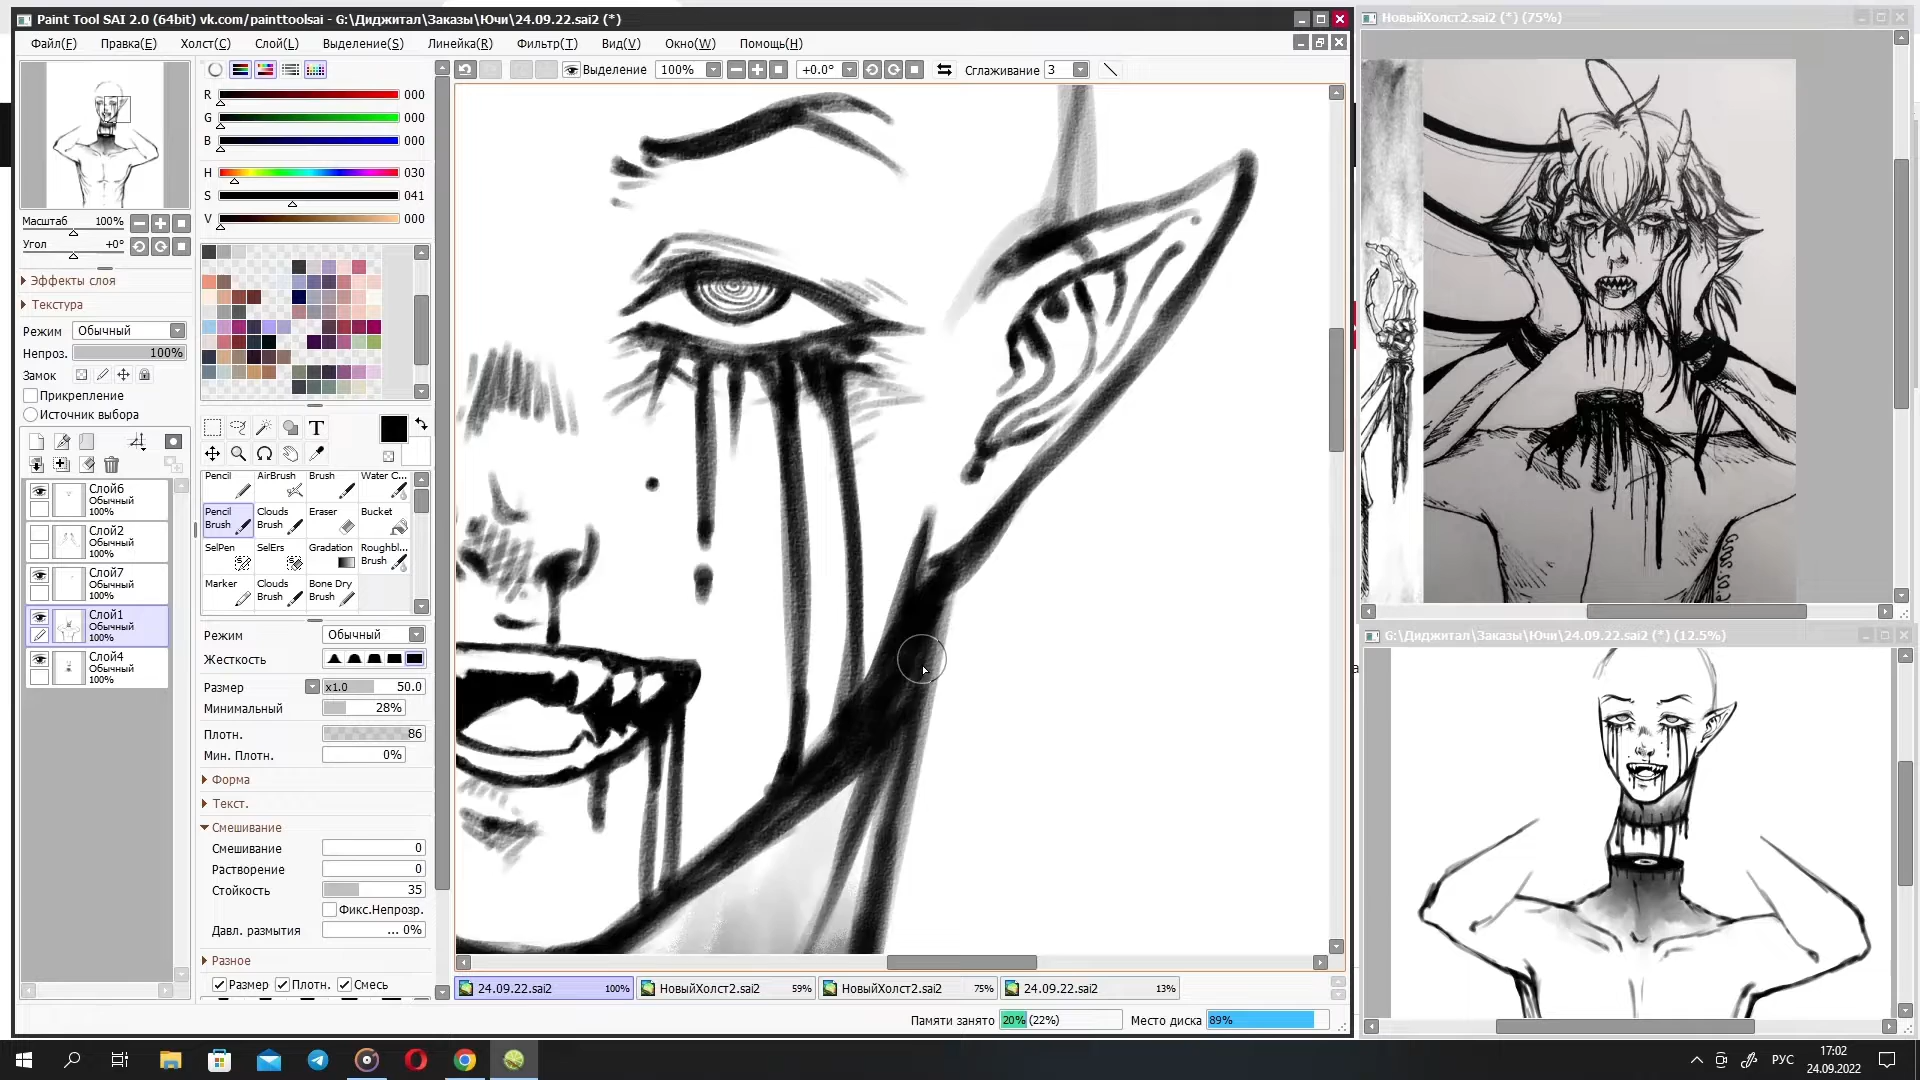 Paint Tool SAI 2.0 (64bit) vk.com/painttoolsai - G:\Диджитал\Заказы\Ючи\24.09.22.sai2 (*)
НовыйХолст2.sai2 (*) (75%)
Файл(F) Правка(E) Холст(C) Слой(L) Выделение(S) Линейка(R) Фильтр(T) Вид(V) Окно(W) Помощь(H)
Выделение 100% +0.0° Сглаживание 3
R 000
G 000
B 000
H 030
S 041
V 000
Масштаб 100%
Угол +0°
Эффекты слоя
Текстура
Режим Обычный
Непроз. 100%
Замок
Прикрепление
Источник выбора
Слой6
Обычный
100%
Слой2
Обычный
100%
Слой7
Обычный
100%
Слой1
Обычный
100%
Слой4
Обычный
100%
T
Pencil AirBrush Brush Water C...
Pencil Brush Clouds Brush Eraser Bucket
SelPen SelErs Gradation Roughbl... Brush
Marker Clouds Brush Bone Dry Brush
Режим Обычный
Жесткость
Размер x1.0 50.0
Минимальный 28%
Плотн. 86
Мин. Плотн. 0%
Форма
Текст.
Смешивание
Смешивание 0
Растворение 0
Стойкость 35
Фикс.Непрозр.
Давл. размытия ... 0%
Разное
Размер Плотн. Смесь
24.09.22.sai2 100% НовыйХолст2.sai2 59% НовыйХолст2.sai2 75% 24.09.22.sai2 13%
Памяти занято 20% (22%) Место диска 89%
G:\Диджитал\Заказы\Ючи\24.09.22.sai2 (*) (12.5%)
РУС
17:02
24.09.2022